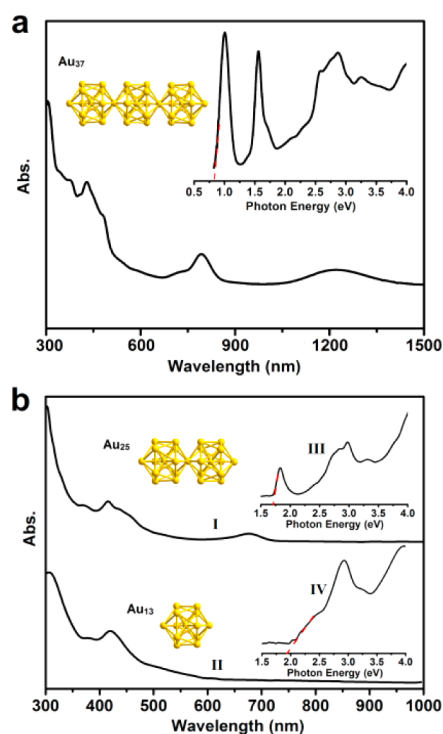 a
Au37
Abs.
0.5 1.0 1.5 2.0 2.5 3.0 3.5 4.0
Photon Energy (eV)
300 600 900 1200 1500
Wavelength (nm)
b
Au25
III
I
1.5 2.0 2.5 3.0 3.5 4.0
Photon Energy (eV)
Abs.
Au13
IV
II
1.5 2.0 2.5 3.0 3.5 4.0
Photon Energy (eV)
300 400 500 600 700 800 900 1000
Wavelength (nm)